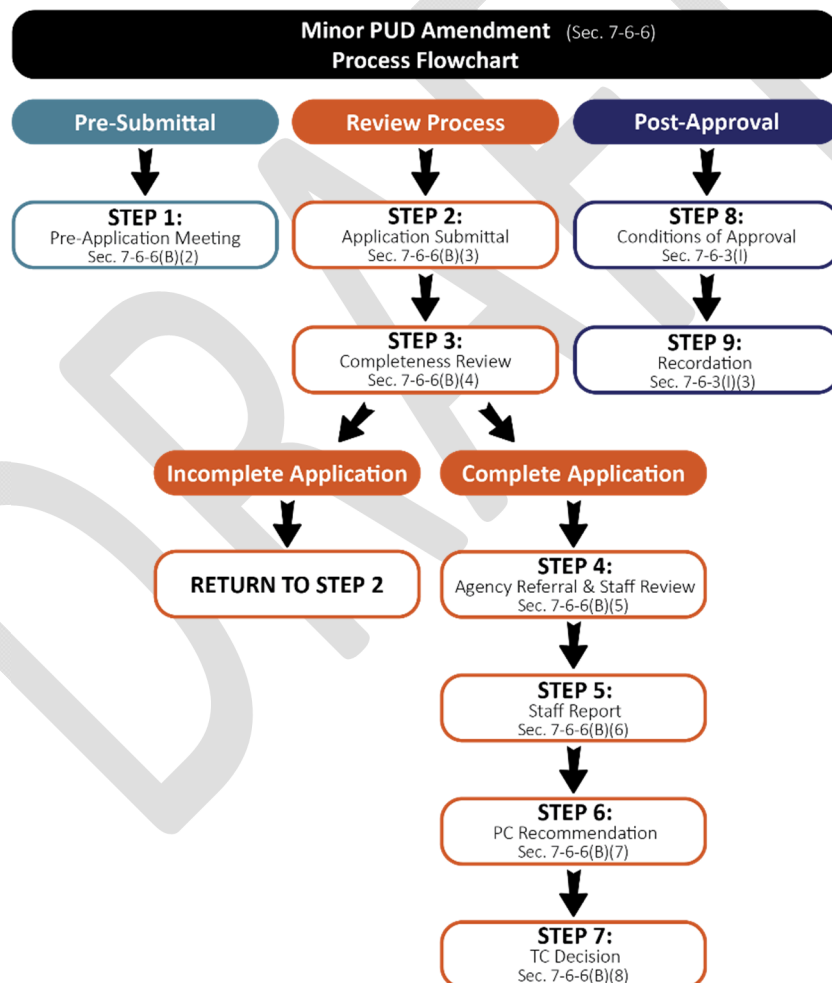 Minor PUD Amendment (Sec. 7-6-6)
Process Flowchart
Pre-Submittal
STEP 1:
Pre-Application Meeting
Sec. 7-6-6(B)(2)
Review Process
STEP 2:
Application Submittal
Sec. 7-6-6(B)(3)
STEP 3:
Completeness Review
Sec. 7-6-6(B)(4)
Incomplete Application
RETURN TO STEP 2
Complete Application
STEP 4:
Agency Referral & Staff Review
Sec. 7-6-6(B)(5)
STEP 5:
Staff Report
Sec. 7-6-6(B)(6)
STEP 6:
PC Recommendation
Sec. 7-6-6(B)(7)
STEP 7:
TC Decision
Sec. 7-6-6(B)(8)
Post-Approval
STEP 8:
Conditions of Approval
Sec. 7-6-3(I)
STEP 9:
Recordation
Sec. 7-6-3(I)(3)
DRAF